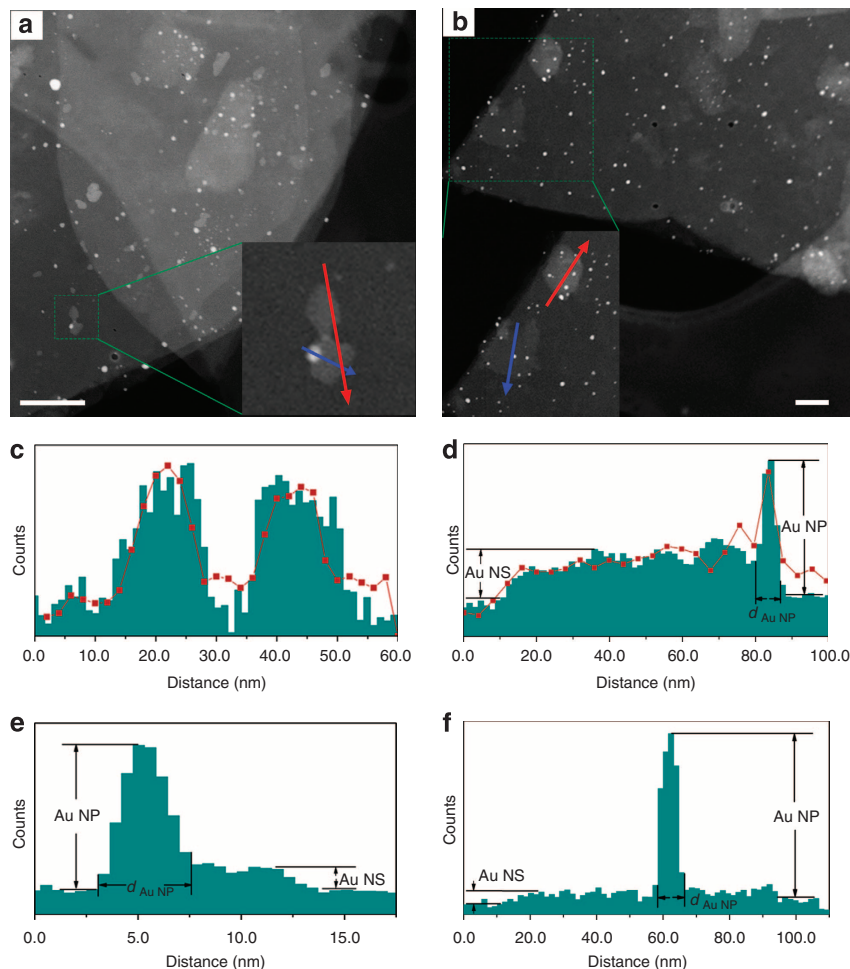 a
b
c
Counts
0.0 10.0 20.0 30.0 40.0 50.0 60.0
Distance (nm)
d
Counts
Au NS
Au NP
d Au NP
0.0 20.0 40.0 60.0 80.0 100.0
Distance (nm)
e
Counts
Au NP
d Au NP
Au NS
0.0 5.0 10.0 15.0
Distance (nm)
f
Counts
Au NS
Au NP
d Au NP
0.0 20.0 40.0 60.0 80.0 100.0
Distance (nm)